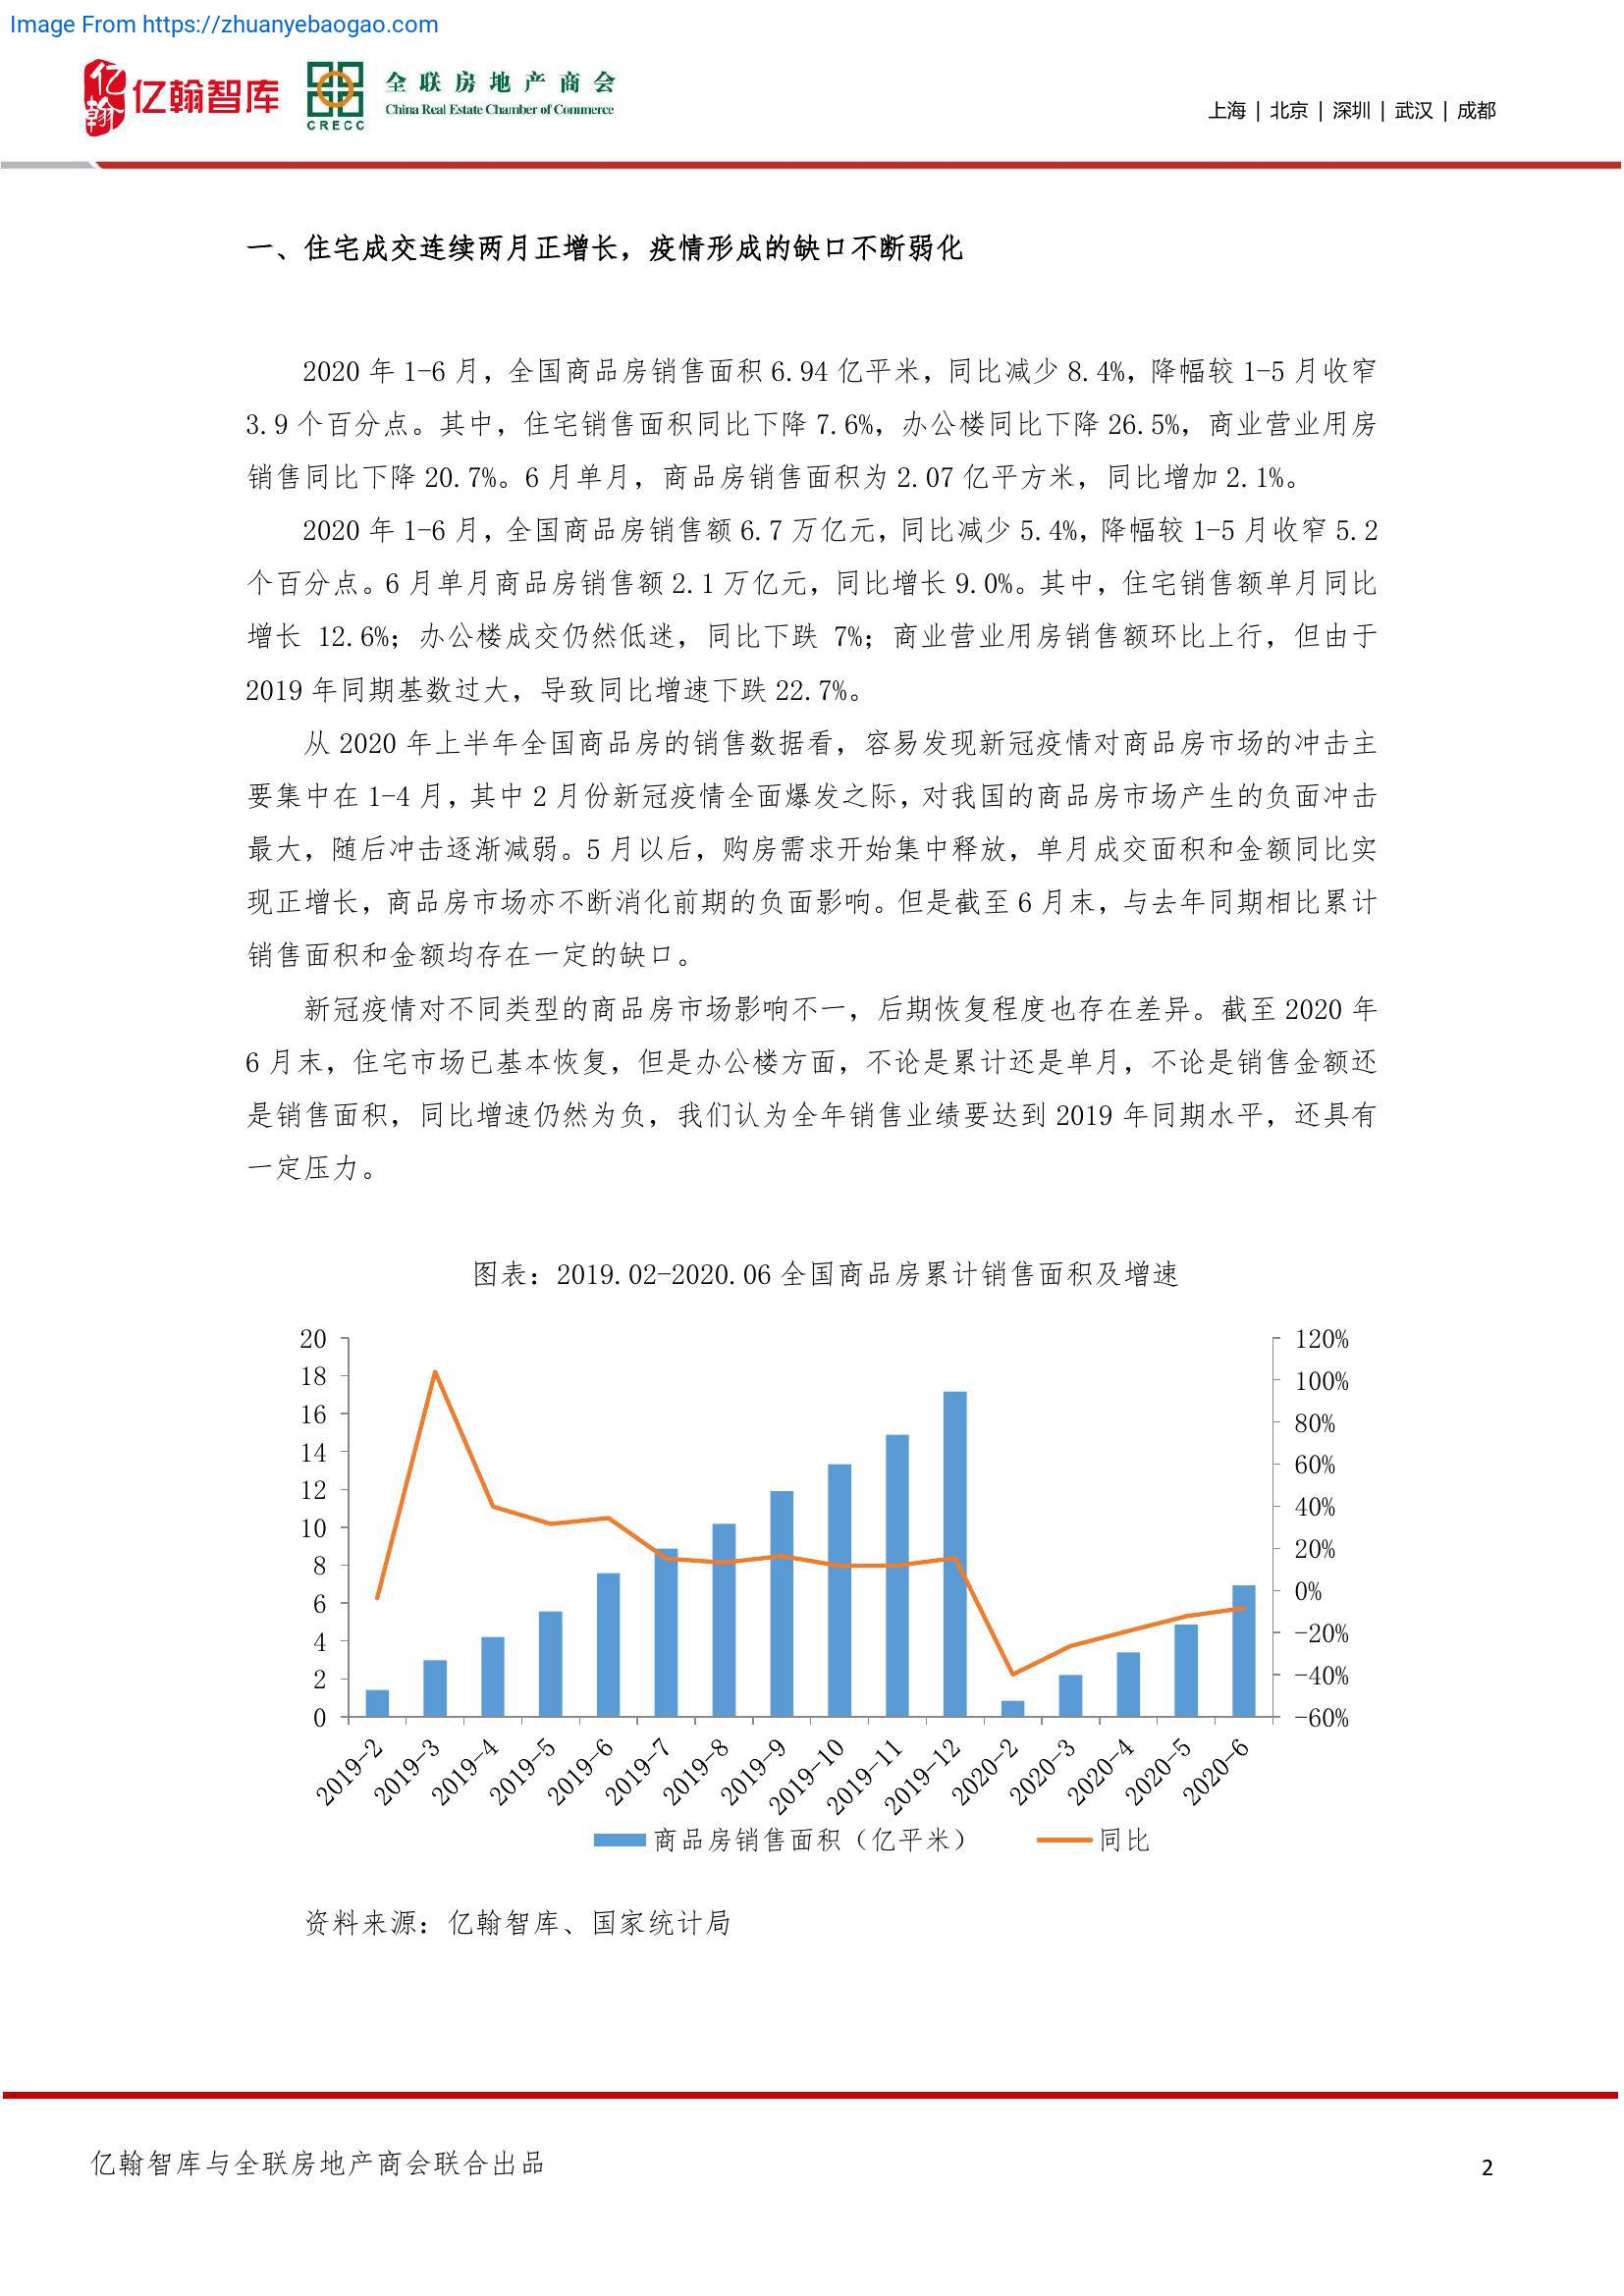 Image From https://zhuanyebaogao.com
亿翰
亿翰智库
CRECC
全联房地产商会
China Real Estate Chamber of Commerce
上海 | 北京 | 深圳 | 武汉 | 成都
一、住宅成交连续两月正增长，疫情形成的缺口不断弱化
2020 年 1-6 月，全国商品房销售面积 6.94 亿平米，同比减少 8.4%，降幅较 1-5 月收窄
3.9 个百分点。其中，住宅销售面积同比下降 7.6%，办公楼同比下降 26.5%，商业营业用房
销售同比下降 20.7%。6 月单月，商品房销售面积为 2.07 亿平方米，同比增加 2.1%。
2020 年 1-6 月，全国商品房销售额 6.7 万亿元，同比减少 5.4%，降幅较 1-5 月收窄 5.2
个百分点。6 月单月商品房销售额 2.1 万亿元，同比增长 9.0%。其中，住宅销售额单月同比
增长 12.6%；办公楼成交仍然低迷，同比下跌 7%；商业营业用房销售额环比上行，但由于
2019 年同期基数过大，导致同比增速下跌 22.7%。
从 2020 年上半年全国商品房的销售数据看，容易发现新冠疫情对商品房市场的冲击主
要集中在 1-4 月，其中 2 月份新冠疫情全面爆发之际，对我国的商品房市场产生的负面冲击
最大，随后冲击逐渐减弱。5 月以后，购房需求开始集中释放，单月成交面积和金额同比实
现正增长，商品房市场亦不断消化前期的负面影响。但是截至 6 月末，与去年同期相比累计
销售面积和金额均存在一定的缺口。
新冠疫情对不同类型的商品房市场影响不一，后期恢复程度也存在差异。截至 2020 年
6 月末，住宅市场已基本恢复，但是办公楼方面，不论是累计还是单月，不论是销售金额还
是销售面积，同比增速仍然为负，我们认为全年销售业绩要达到 2019 年同期水平，还具有
一定压力。
图表：2019.02-2020.06 全国商品房累计销售面积及增速
20
18
16
14
12
10
8
6
4
2
0
120%
100%
80%
60%
40%
20%
0%
-20%
-40%
-60%
2019-2
2019-3
2019-4
2019-5
2019-6
2019-7
2019-8
2019-9
2019-10
2019-11
2019-12
2020-2
2020-3
2020-4
2020-5
2020-6
商品房销售面积（亿平米）
同比
资料来源：亿翰智库、国家统计局
亿翰智库与全联房地产商会联合出品
2